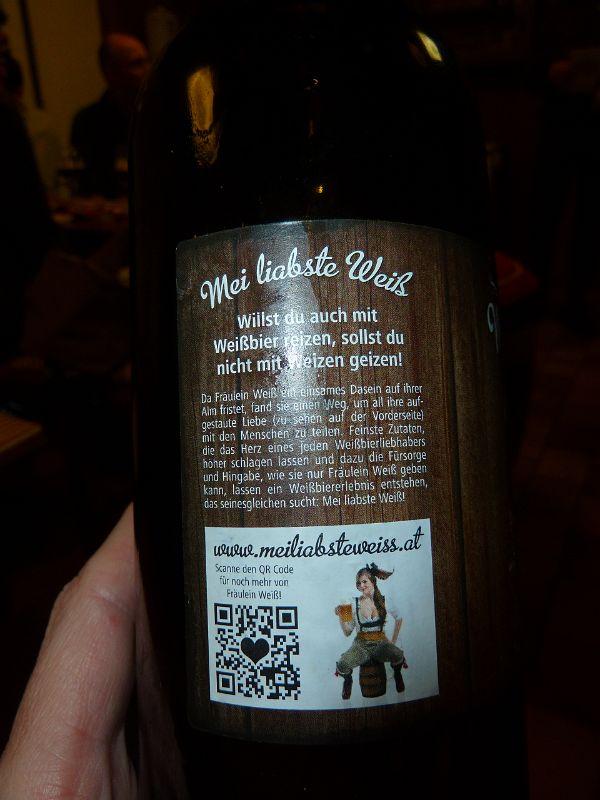 Mei liabste Weiß
Willst du auch mit
Weißbier reizen, sollst du
nicht mit Weizen geizen!
Da Fräulein Weiß ein einsames Dasein auf ihrer
Alm fristet, fand sie einen Weg, um all ihre auf-
gestaute Liebe (zu sehen auf der Vorderseite)
mit den Menschen zu teilen. Feinste Zutaten,
die das Herz eines jeden Weißbierliebhabers
höher schlagen lassen und dazu die Fürsorge
und Hingabe, wie sie nur Fräulein Weiß geben
kann, lassen ein Weißbiererlebnis entstehen,
das seinesgleichen sucht: Mei liabste Weiß!
www.meiliabsteweiss.at
Scanne den QR Code
für noch mehr von
Fräulein Weiß!